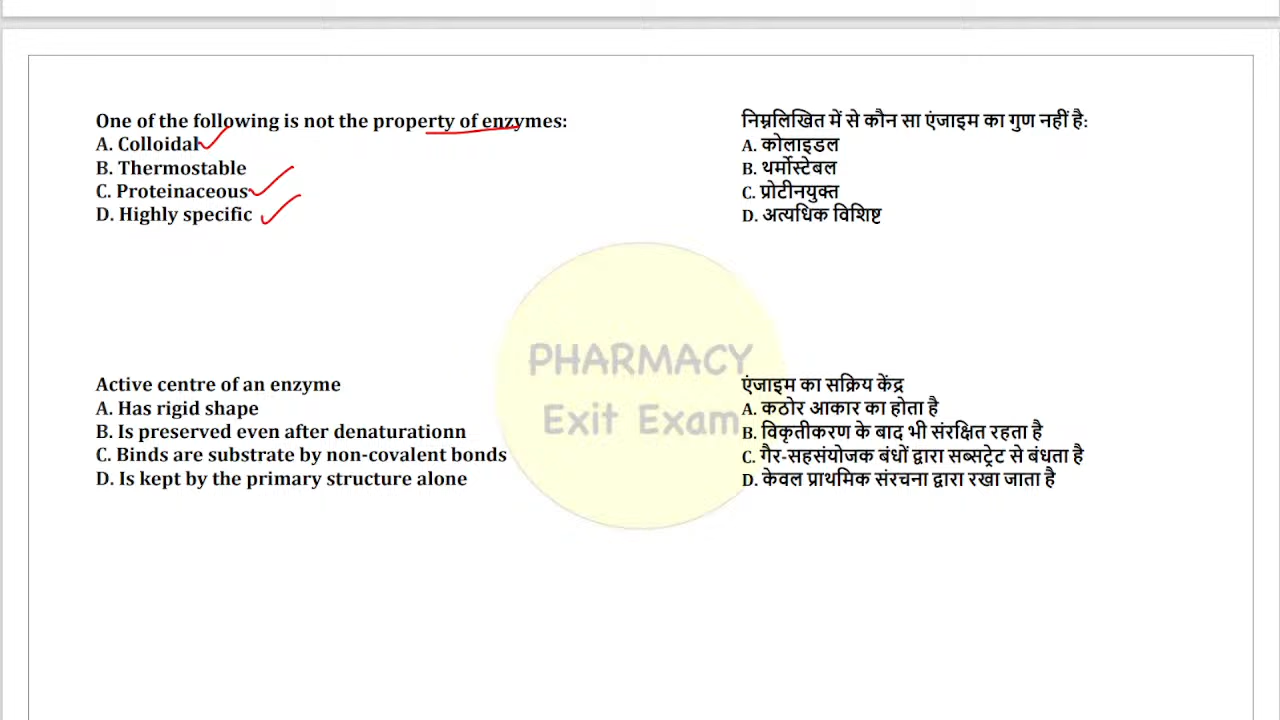 One of the following is not the property of enzymes:
A. Colloidal
B. Thermostable
C. Proteinaceous
D. Highly specific
निम्नलिखित में से कौन सा एंजाइम का गुण नहीं है:
A. कोलाइडल
B. थर्मोस्टेबल
C. प्रोटीनयुक्त
D. अत्यधिक विशिष्ट
PHARMACY
Exit Exam
Active centre of an enzyme
A. Has rigid shape
B. Is preserved even after denaturationn
C. Binds are substrate by non-covalent bonds
D. Is kept by the primary structure alone
एंजाइम का सक्रिय केंद्र
A. कठोर आकार का होता है
B. विकृतीकरण के बाद भी संरक्षित रहता है
C. गैर-सहसंयोजक बंधों द्वारा सब्सट्रेट से बंधता है
D. केवल प्राथमिक संरचना द्वारा रखा जाता है